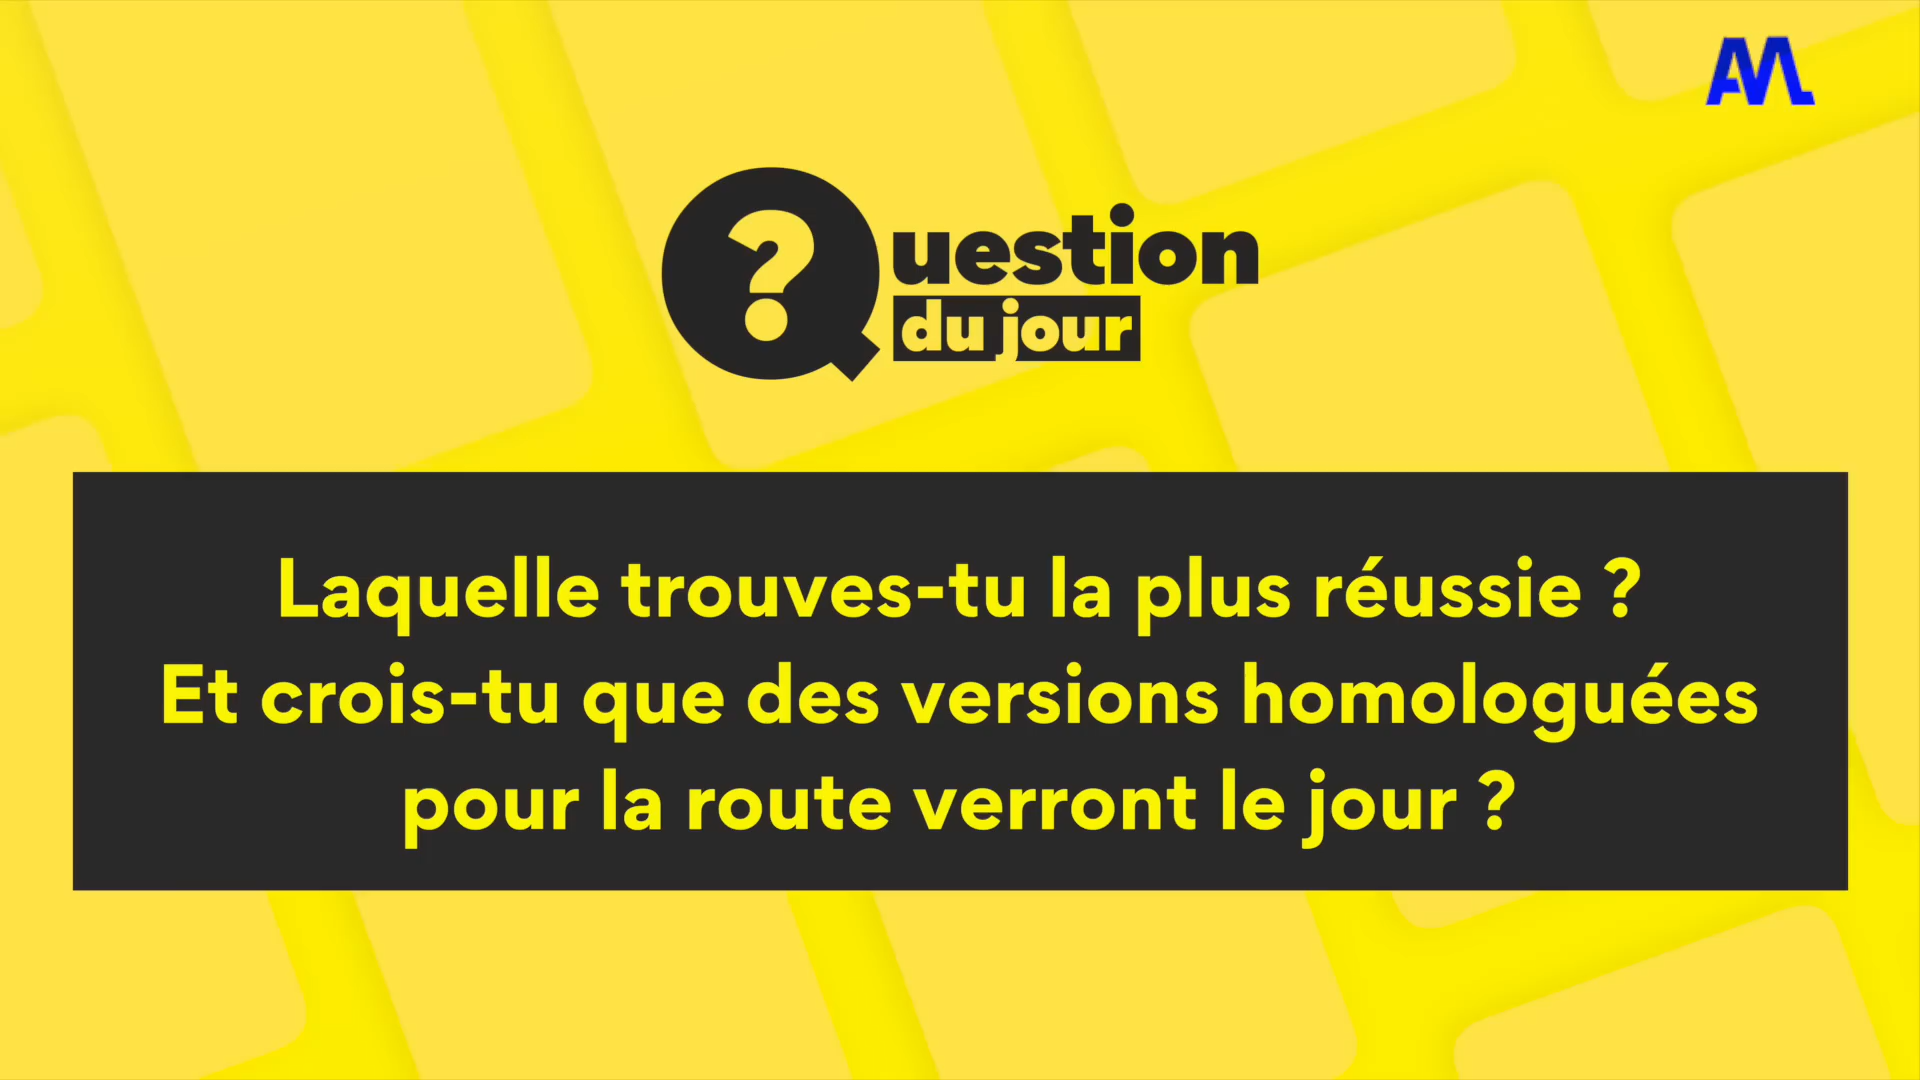 AML
Question
du jour
Laquelle trouves-tu la plus réussie ?
Et crois-tu que des versions homologuées
pour la route verront le jour ?